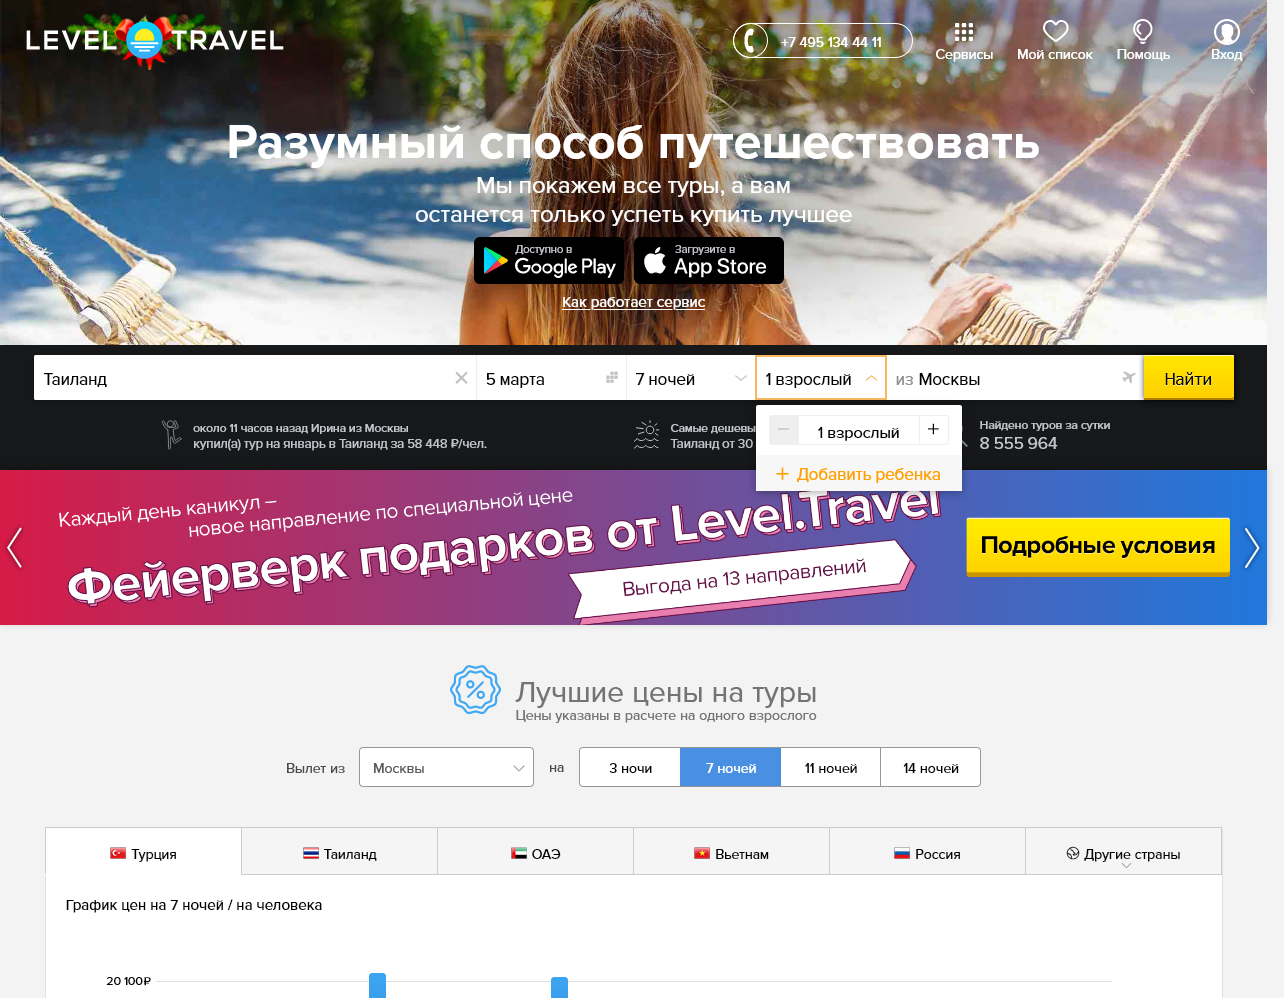 LEVEL TRAVEL
+7 495 134 44 11
Сервисы
Мой список
Помощь
Вход
Разумный способ путешествовать
Мы покажем все туры, а вам
останется только успеть купить лучшее
Доступно в
Google Play
Загрузите в
App Store
Как работает сервис
Таиланд
5 марта
7 ночей
1 взрослый
из Москвы
Найти
около 11 часов назад Ирина из Москвы
купил(а) тур на январь в Таиланд за 58 448 ₽/чел.
Самые дешевы
Таиланд от 30
Найдено туров за сутки
8 555 964
1 взрослый
+ Добавить ребенка
Каждый день каникул –
новое направление по специальной цене
Фейерверк подарков от Level.Travel
Выгода на 13 направлений
Подробные условия
Лучшие цены на туры
Цены указаны в расчете на одного взрослого
Вылет из
Москвы
на
3 ночи
7 ночей
11 ночей
14 ночей
Турция
Таиланд
ОАЭ
Вьетнам
Россия
Другие страны
График цен на 7 ночей / на человека
20 100₽